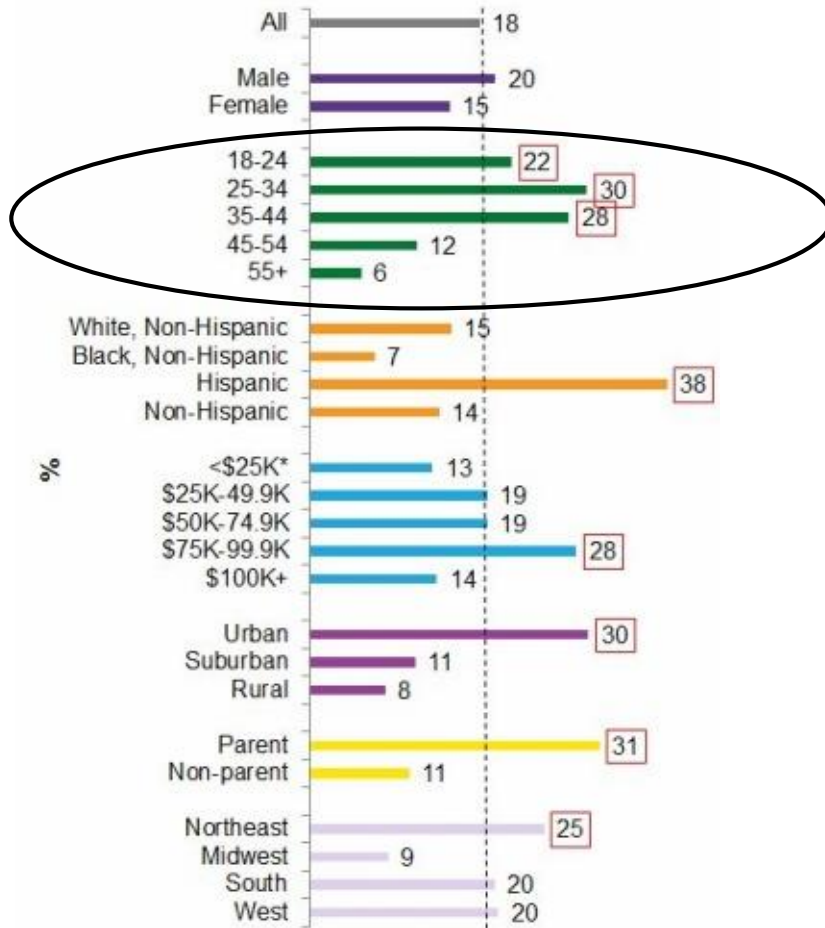 All 18
Male 20
Female 15
18-24 22
25-34 30
35-44 28
45-54 12
55+ 6
White, Non-Hispanic 15
Black, Non-Hispanic 7
Hispanic 38
Non-Hispanic 14
%
<$25K* 13
$25K-49.9K 19
$50K-74.9K 19
$75K-99.9K 28
$100K+ 14
Urban 30
Suburban 11
Rural 8
Parent 31
Non-parent 11
Northeast 25
Midwest 9
South 20
West 20